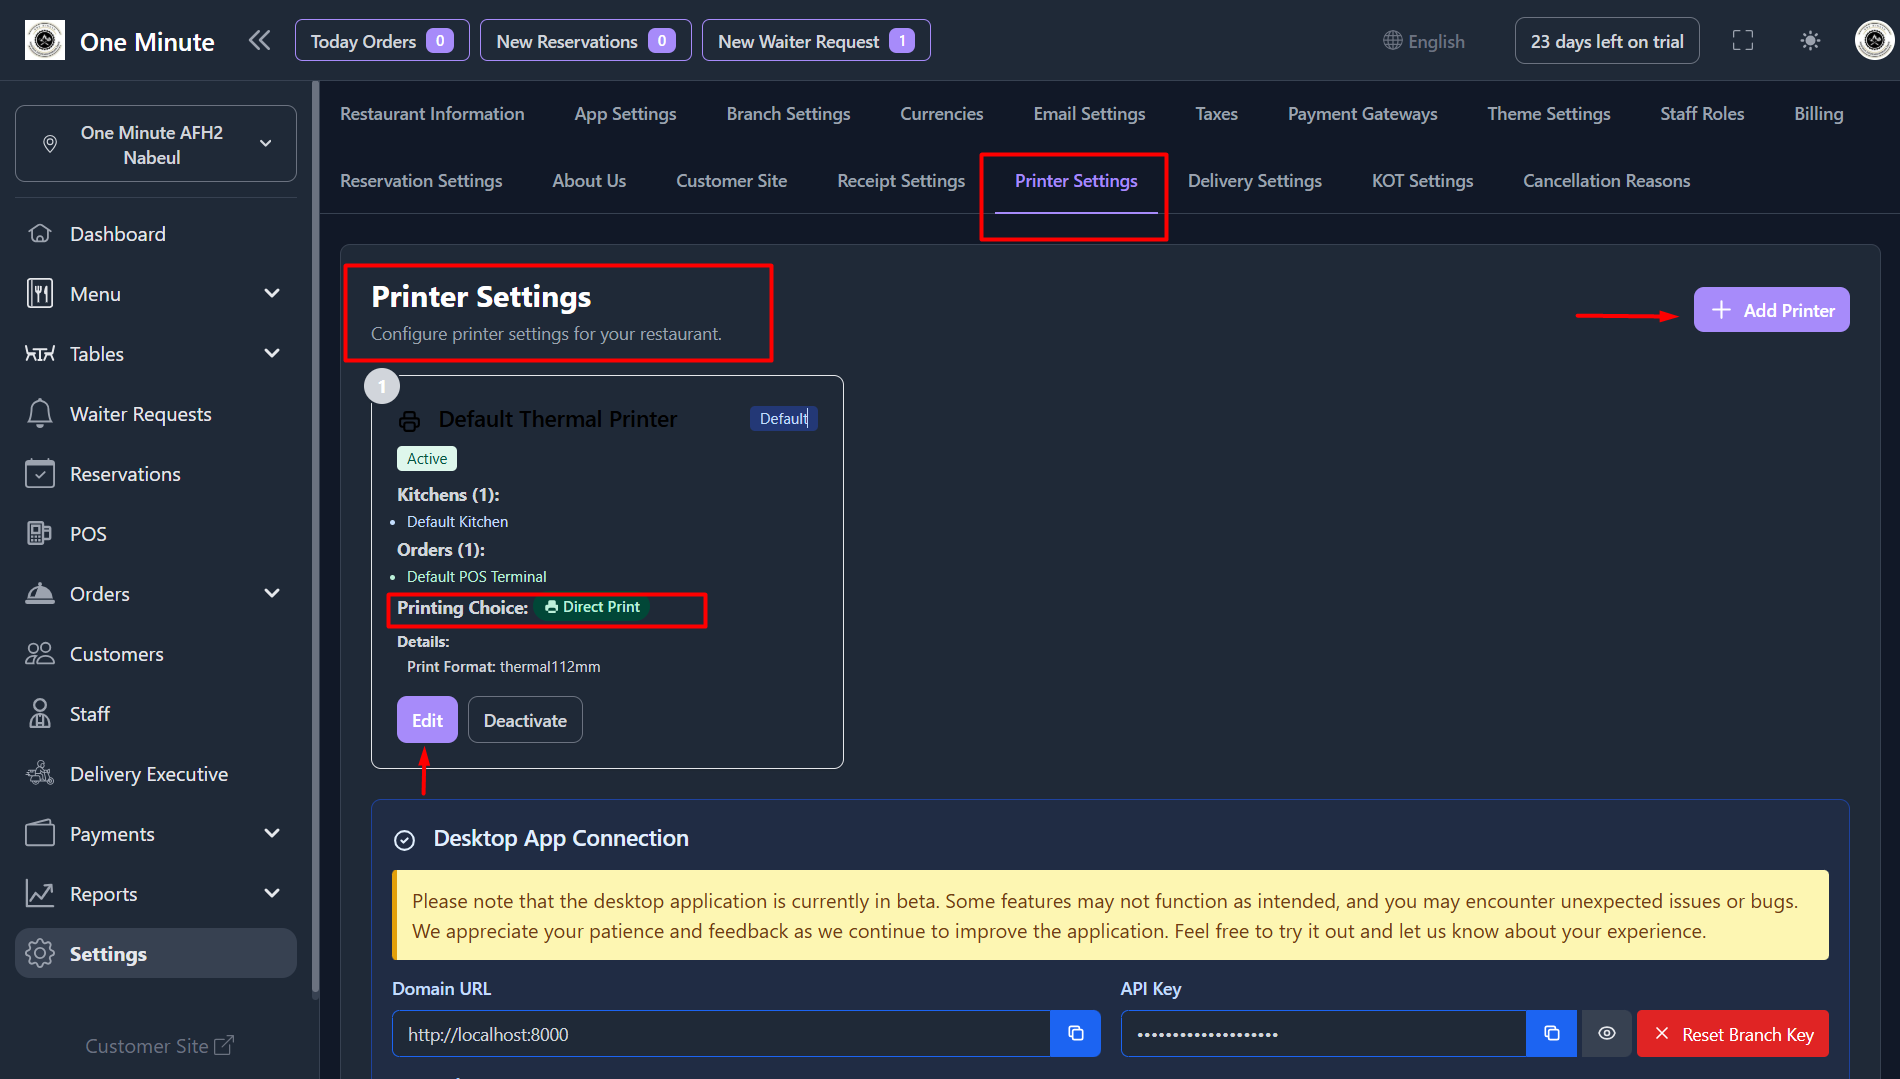 One Minute
Today Orders 0
New Reservations 0
New Waiter Request 1
English
23 days left on trial
One Minute AFH2
Nabeul
Dashboard
Menu
Tables
Waiter Requests
Reservations
POS
Orders
Customers
Staff
Delivery Executive
Payments
Reports
Settings
Customer Site
Restaurant Information
App Settings
Branch Settings
Currencies
Email Settings
Taxes
Payment Gateways
Theme Settings
Staff Roles
Billing
Reservation Settings
About Us
Customer Site
Receipt Settings
Printer Settings
Delivery Settings
KOT Settings
Cancellation Reasons
Printer Settings
Configure printer settings for your restaurant.
Add Printer
1
Default Thermal Printer
Default
Active
Kitchens (1):
• Default Kitchen
Orders (1):
• Default POS Terminal
Printing Choice: Direct Print
Details:
Print Format: thermal112mm
Edit
Deactivate
Desktop App Connection
Please note that the desktop application is currently in beta. Some features may not function as intended, and you may encounter unexpected issues or bugs.
We appreciate your patience and feedback as we continue to improve the application. Feel free to try it out and let us know about your experience.
Domain URL
http://localhost:8000
API Key
••••••••••••••••••••
Reset Branch Key